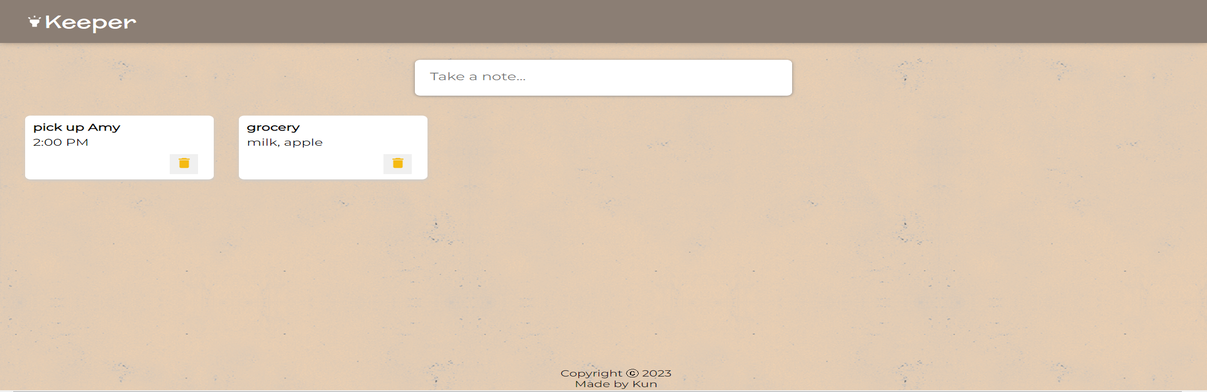 Keeper
Take a note...
pick up Amy
2:00 PM
grocery
milk, apple
Copyright ⓒ 2023
Made by Kun